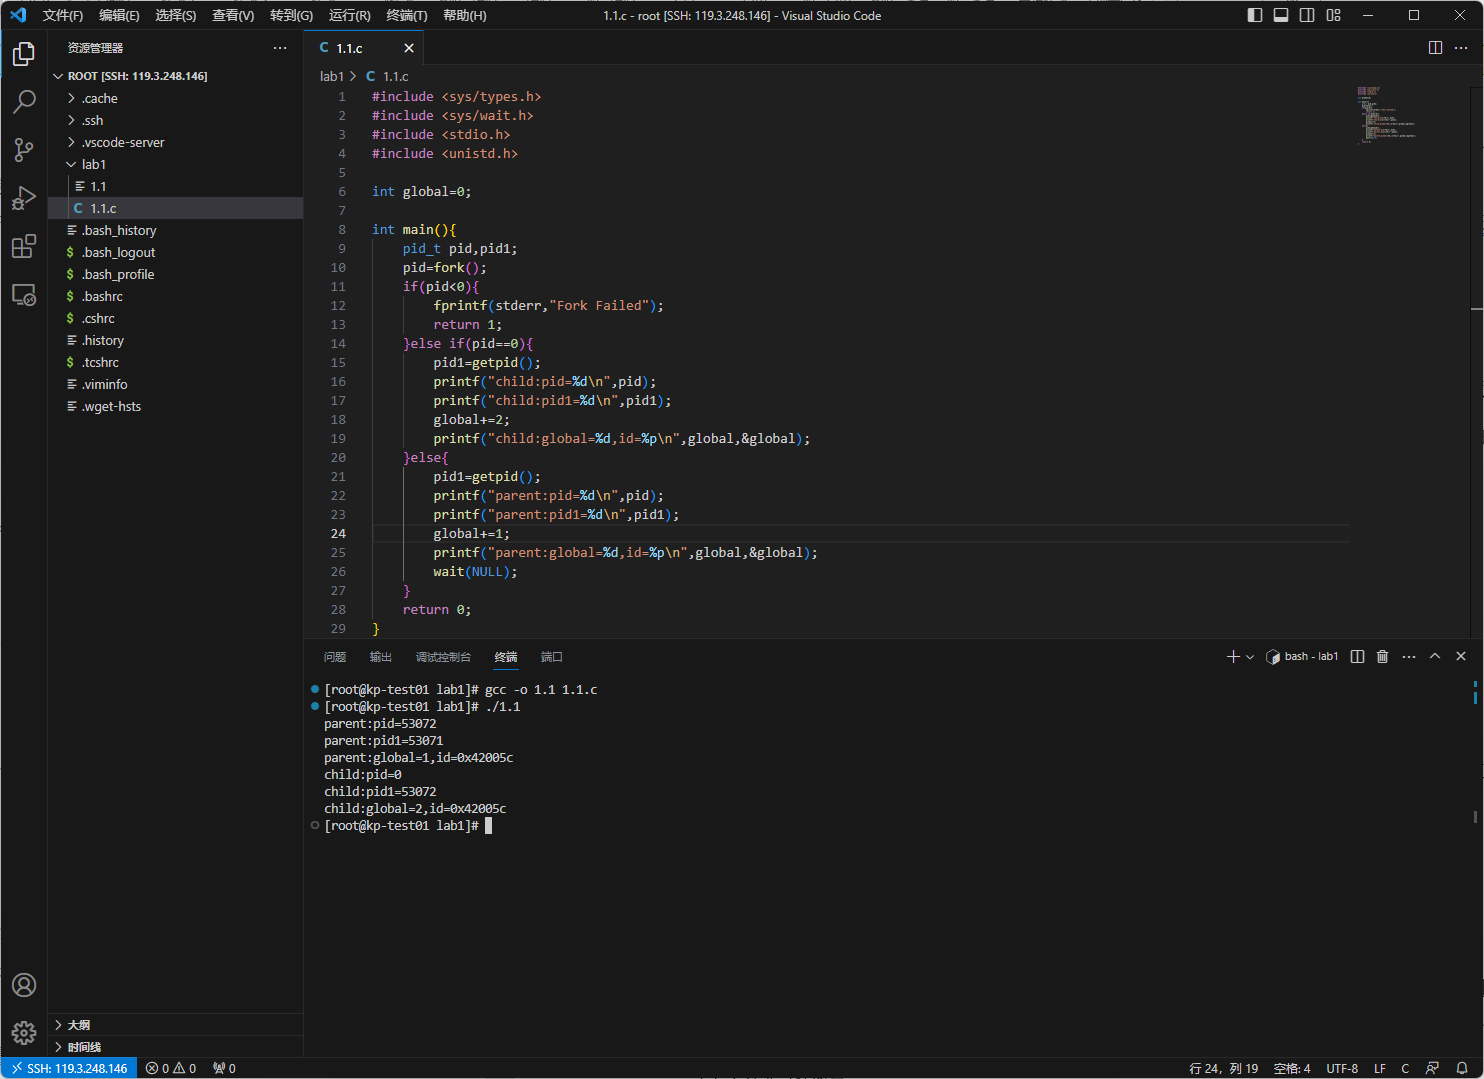 文件(F) 编辑(E) 选择(S) 查看(V) 转到(G) 运行(R) 终端(T) 帮助(H) 1.1.c - root [SSH: 119.3.248.146] - Visual Studio Code
资源管理器 ···
ROOT [SSH: 119.3.248.146]
.cache
.ssh
.vscode-server
lab1
1.1
C 1.1.c
.bash_history
$ .bash_logout
$ .bash_profile
$ .bashrc
$ .cshrc
.history
$ .tcshrc
.viminfo
.wget-hsts
大纲
时间线
C 1.1.c
lab1 > C 1.1.c
1 #include <sys/types.h>
2 #include <sys/wait.h>
3 #include <stdio.h>
4 #include <unistd.h>
5
6 int global=0;
7
8 int main(){
9 pid_t pid,pid1;
10 pid=fork();
11 if(pid<0){
12 fprintf(stderr,"Fork Failed");
13 return 1;
14 }else if(pid==0){
15 pid1=getpid();
16 printf("child:pid=%d\n",pid);
17 printf("child:pid1=%d\n",pid1);
18 global+=2;
19 printf("child:global=%d,id=%p\n",global,&global);
20 }else{
21 pid1=getpid();
22 printf("parent:pid=%d\n",pid);
23 printf("parent:pid1=%d\n",pid1);
24 global+=1;
25 printf("parent:global=%d,id=%p\n",global,&global);
26 wait(NULL);
27 }
28 return 0;
29 }
问题 输出 调试控制台 终端 端口 bash - lab1
[root@kp-test01 lab1]# gcc -o 1.1 1.1.c
[root@kp-test01 lab1]# ./1.1
parent:pid=53072
parent:pid1=53071
parent:global=1,id=0x42005c
child:pid=0
child:pid1=53072
child:global=2,id=0x42005c
[root@kp-test01 lab1]#
SSH: 119.3.248.146 0 0 0 行 24，列 19 空格: 4 UTF-8 LF C